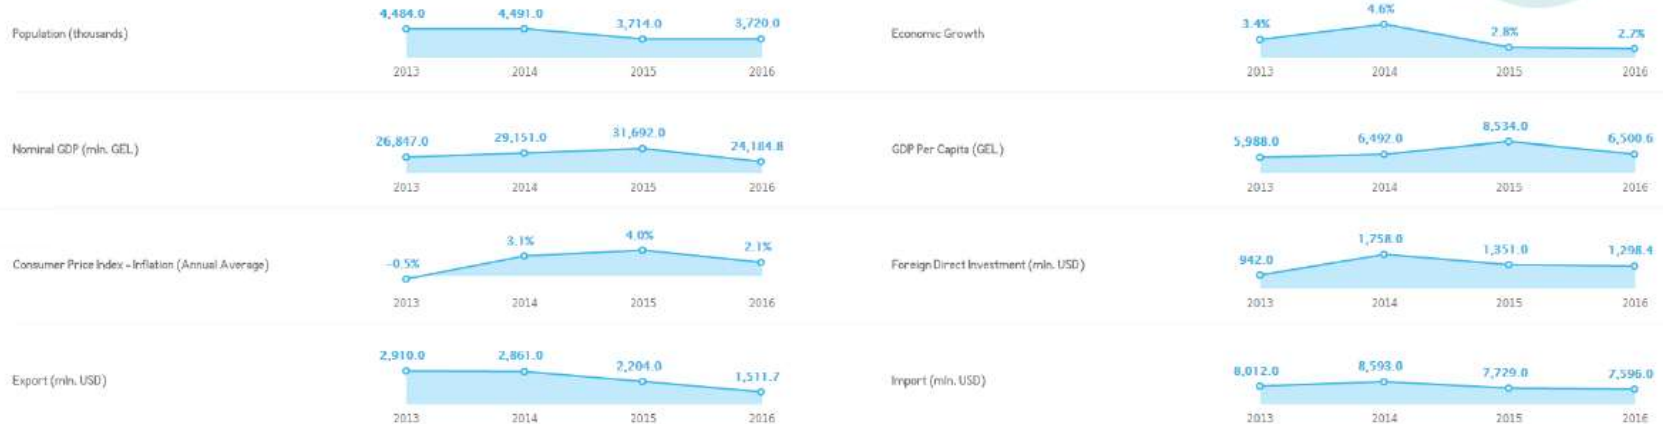 Population (thousands)
4,484.0 4,491.0 3,714.0 3,720.0
2013 2014 2015 2016
Economic Growth
3.4% 4.6% 2.8% 2.7%
2013 2014 2015 2016
Nominal GDP (mln. GEL)
26,847.0 29,151.0 31,692.0 24,184.8
2013 2014 2015 2016
GDP Per Capita (GEL)
5,988.0 6,492.0 8,534.0 6,500.6
2013 2014 2015 2016
Consumer Price Index - Inflation (Annual Average)
-0.5% 3.1% 4.0% 2.1%
2013 2014 2015 2016
Foreign Direct Investment (mln. USD)
942.0 1,758.0 1,351.0 1,298.4
2013 2014 2015 2016
Export (mln. USD)
2,910.0 2,861.0 2,204.0 1,511.7
2013 2014 2015 2016
Import (mln. USD)
8,012.0 8,593.0 7,729.0 7,596.0
2013 2014 2015 2016